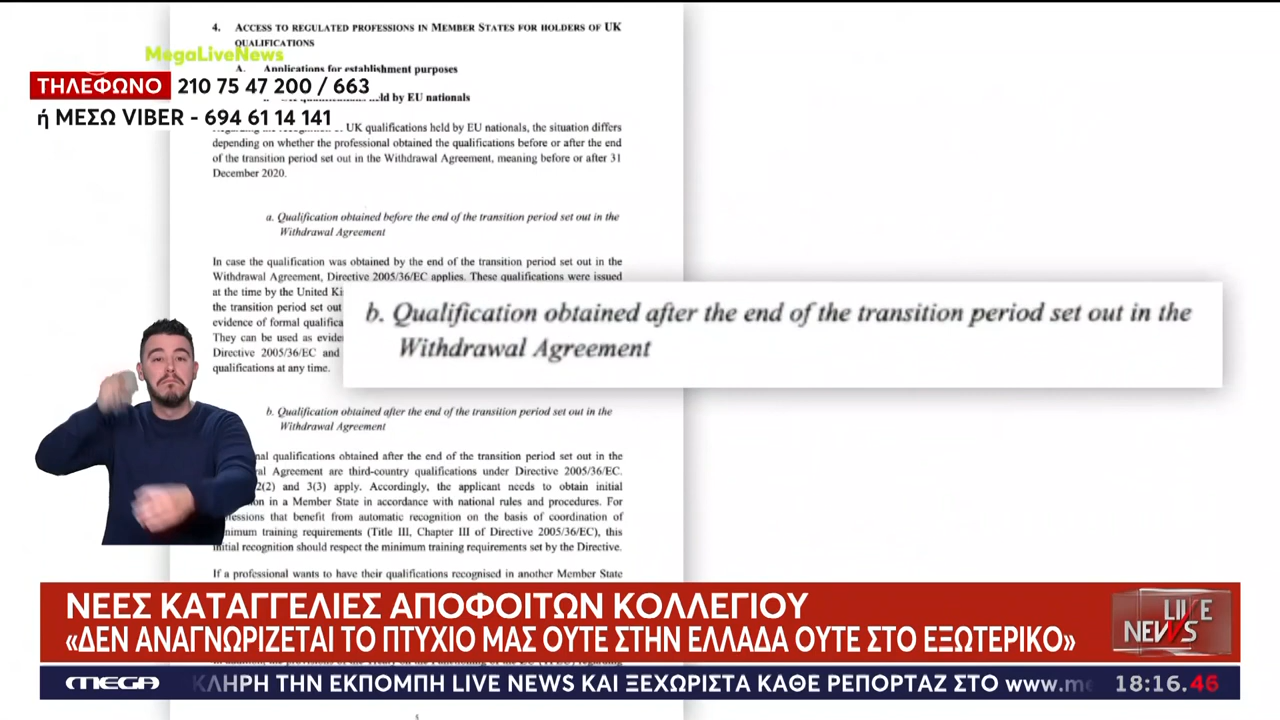 4. ACCESS TO REGULATED PROFESSIONS IN MEMBER STATES FOR HOLDERS OF UK
QUALIFICATIONS
MegaLiveNews
A. Applications for establishment purposes
ΤΗΛΕΦΩΝΟ 210 75 47 200 / 663
held by EU nationals
ή ΜΕΣΩ VIBER - 694 61 14 141
UK qualifications held by EU nationals, the situation differs
depending on whether the professional obtained the qualifications before or after the end
of the transition period set out in the Withdrawal Agreement, meaning before or after 31
December 2020.
a. Qualification obtained before the end of the transition period set out in the
Withdrawal Agreement
In case the qualification was obtained by the end of the transition period set out in the
Withdrawal Agreement, Directive 2005/36/EC applies. These qualifications were issued
at the time by the United
the transition period set out
evidence of formal
They can be used as
Directive 2005/36/EC and
qualifications at any time.
b. Qualification obtained after the end of the transition period set out in the
Withdrawal Agreement
b. Qualification obtained after the end of the transition period set out in the
Withdrawal Agreement
qualifications obtained after the end of the transition period set out in the
Agreement are third-country qualifications under Directive 2005/36/EC.
2(2) and 3(3) apply. Accordingly, the applicant needs to obtain initial
in a Member State in accordance with national rules and procedures. For
that benefit from automatic recognition on the basis of coordination of
minimum training requirements (Title III, Chapter III of Directive 2005/36/EC), this
initial recognition should respect the minimum training requirements set by the Directive.
If a professional wants to have their qualifications recognised in another Member State
ΝΕΕΣ ΚΑΤΑΓΓΕΛΙΕΣ ΑΠΟΦΟΙΤΩΝ ΚΟΛΛΕΓΙΟΥ
«ΔΕΝ ΑΝΑΓΝΩΡΙΖΕΤΑΙ ΤΟ ΠΤΥΧΙΟ ΜΑΣ ΟΥΤΕ ΣΤΗΝ ΕΛΛΑΔΑ ΟΥΤΕ ΣΤΟ ΕΞΩΤΕΡΙΚΟ»
LIVE
NEWS
MEGA ΚΛΗΡΗ ΤΗΝ ΕΚΠΟΜΠΗ LIVE NEWS ΚΑΙ ΞΕΧΩΡΙΣΤΑ ΚΑΘΕ ΡΕΠΟΡΤΑΖ ΣΤΟ www.me 18:16.46